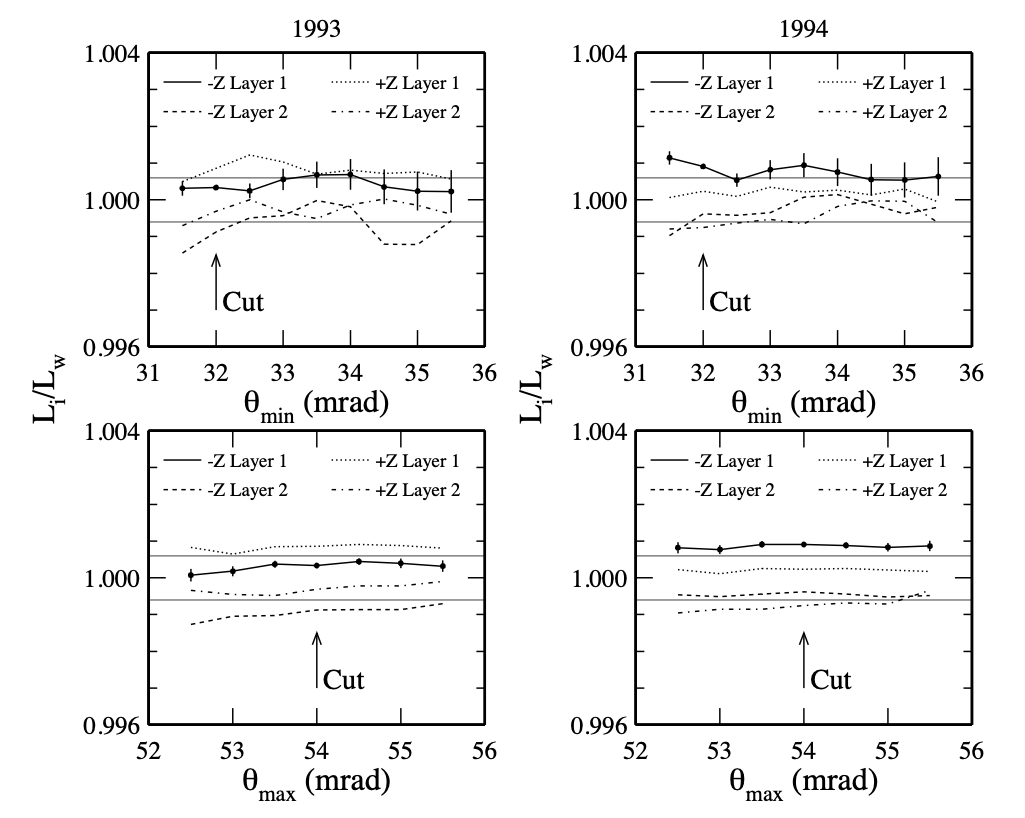 1993
1994
1.004
-Z Layer 1
+Z Layer 1
-Z Layer 2
+Z Layer 2
1.000
Cut
0.996
31 32 33 34 35 36
θmin (mrad)
-Z Layer 1
+Z Layer 1
1.004
-Z Layer 2
+Z Layer 2
1.000
Cut
0.996
31 32 33 34 35 36
θmin (mrad)
Li/Lw
Li/Lw
1.004
-Z Layer 1
+Z Layer 1
-Z Layer 2
+Z Layer 2
1.000
Cut
0.996
52 53 54 55 56
θmax (mrad)
1.004
-Z Layer 1
+Z Layer 1
-Z Layer 2
+Z Layer 2
1.000
Cut
0.996
52 53 54 55 56
θmax (mrad)